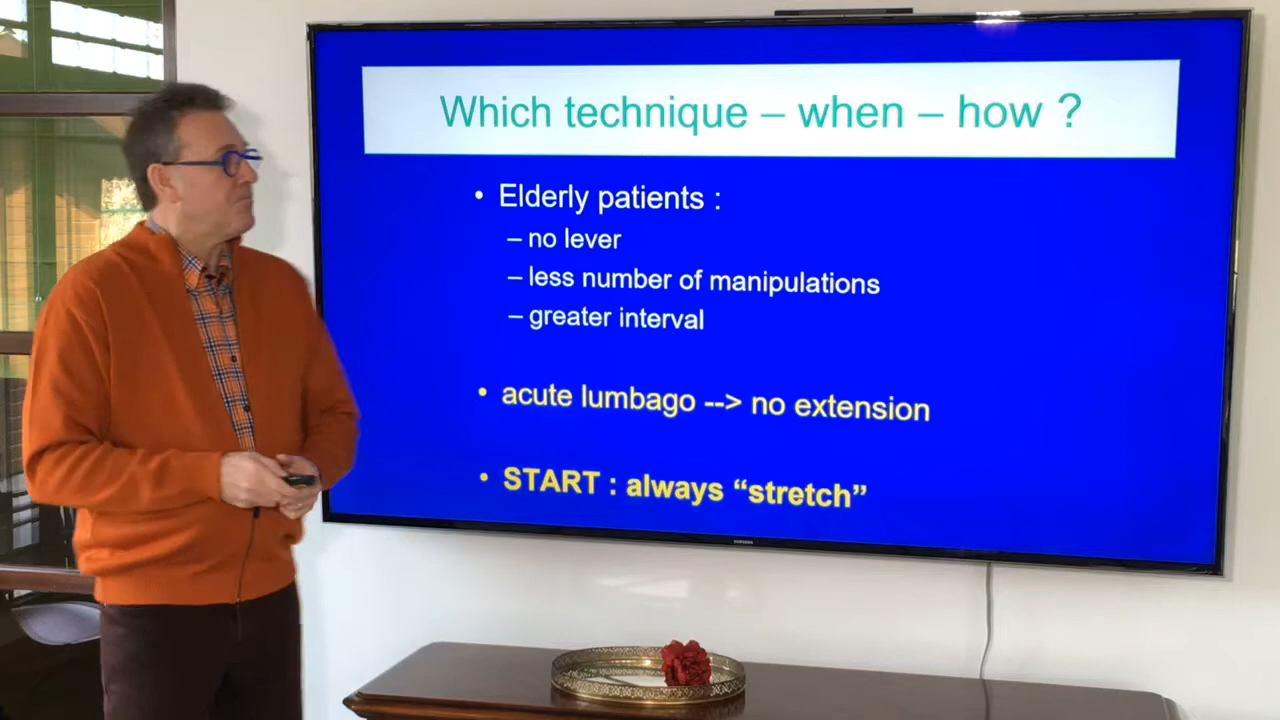 Which technique – when – how ?
• Elderly patients :
– no lever
– less number of manipulations
– greater interval
• acute lumbago --> no extension
• START : always “stretch”
SAMSUNG